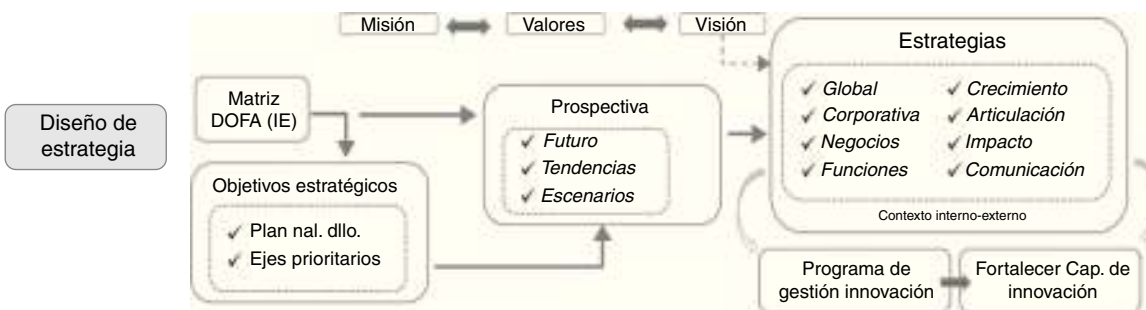 Misión
Valores
Visión
Diseño de
estrategia
Matriz
DOFA (IE)
Objetivos estratégicos
Plan nal. dllo.
Ejes prioritarios
Prospectiva
Futuro
Tendencias
Escenarios
Estrategias
Global
Corporativa
Negocios
Funciones
Crecimiento
Articulación
Impacto
Comunicación
Contexto interno-externo
Programa de
gestión innovación
Fortalecer Cap. de
innovación